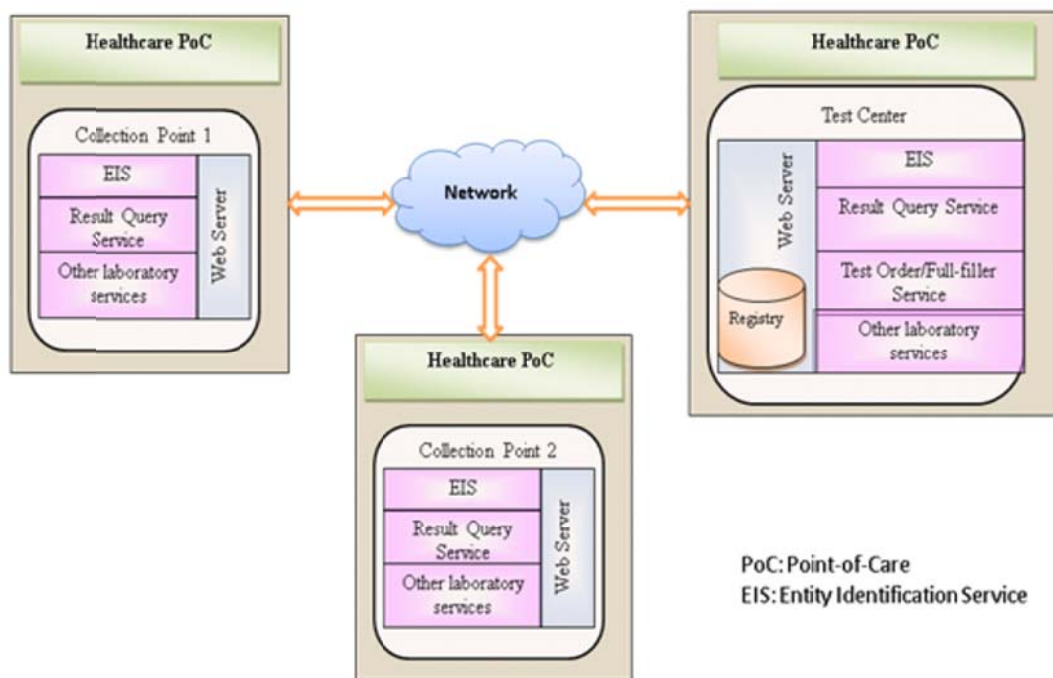 Healthcare PoC
Collection Point 1
EIS
Result Query
Service
Other laboratory
services
Web Server
Network
Healthcare PoC
Test Center
Web Server
Registry
EIS
Result Query Service
Test Order/Full-filler
Service
Other laboratory
services
Healthcare PoC
Collection Point 2
EIS
Result Query
Service
Other laboratory
services
Web Server
PoC: Point-of-Care
EIS: Entity Identification Service